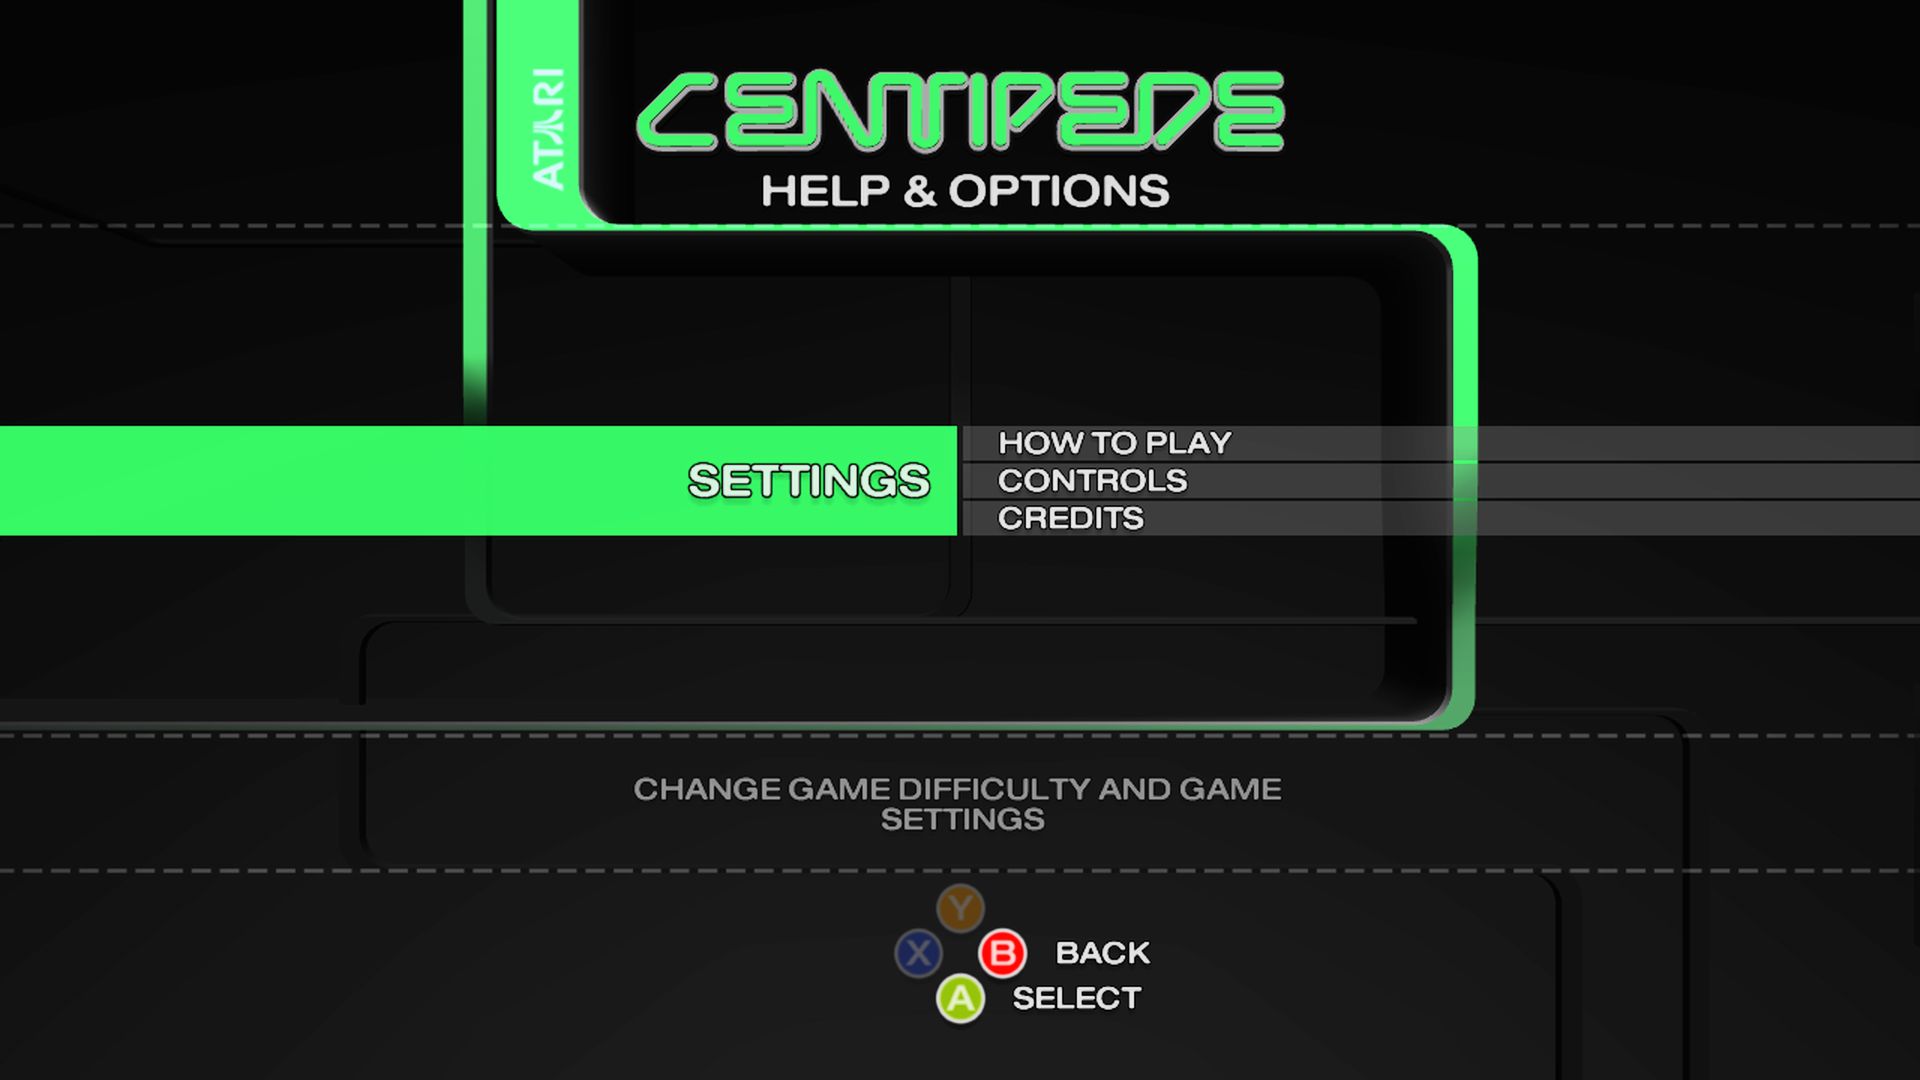 ATARI
CENTIPEDE
HELP & OPTIONS
SETTINGS
HOW TO PLAY
CONTROLS
CREDITS
CHANGE GAME DIFFICULTY AND GAME
SETTINGS
Y
X
B BACK
A SELECT